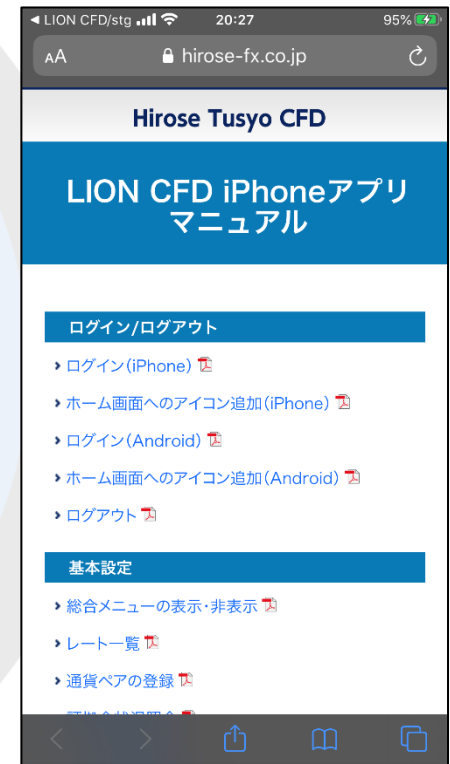 ◀ LION CFD/stg 20:27 95%
AA hirose-fx.co.jp
Hirose Tusyo CFD
LION CFD iPhoneアプリ
マニュアル
ログイン/ログアウト
ログイン(iPhone)
ホーム画面へのアイコン追加(iPhone)
ログイン(Android)
ホーム画面へのアイコン追加(Android)
ログアウト
基本設定
総合メニューの表示・非表示
レート一覧
通貨ペアの登録